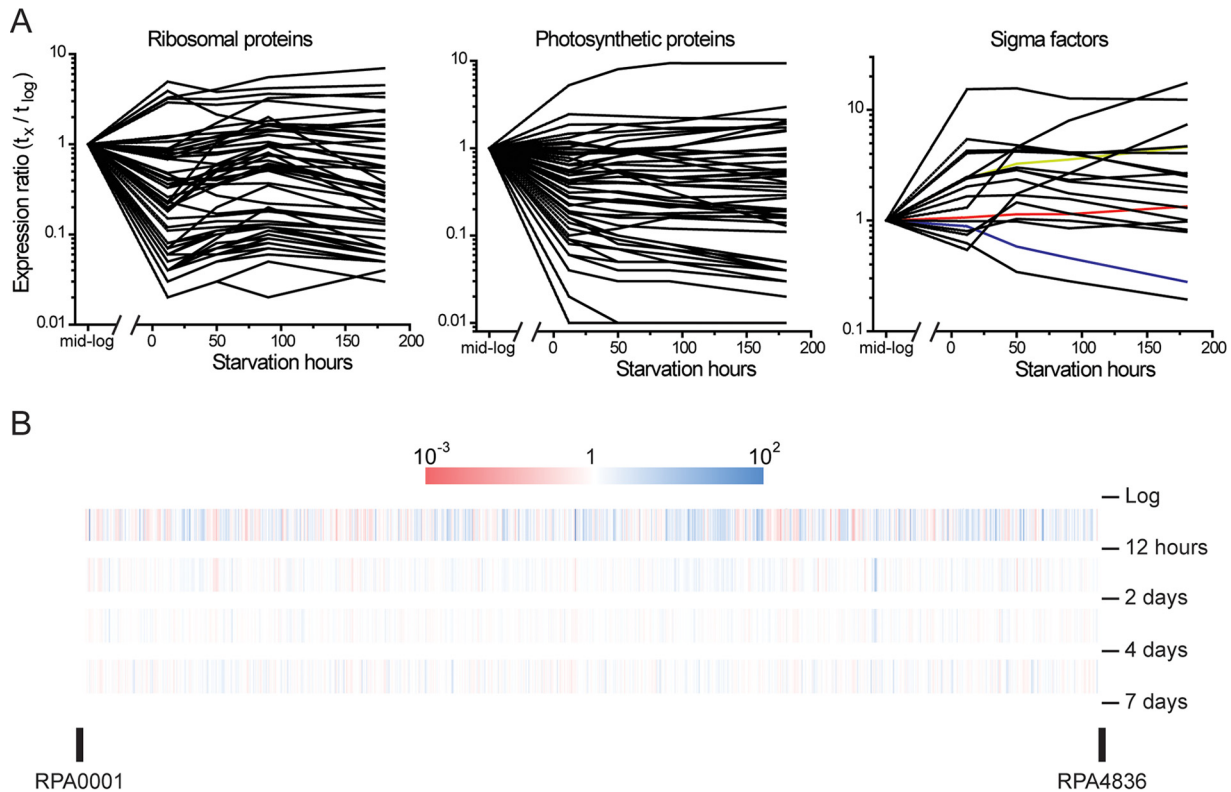 A
Ribosomal proteins
Photosynthetic proteins
Sigma factors
Expression ratio (tx / tlog)
10
1
0.1
0.01
mid-log
0
50
100
150
200
Starvation hours
10
1
0.1
0.01
mid-log
0
50
100
150
200
Starvation hours
10
1
0.1
mid-log
0
50
100
150
200
Starvation hours
B
10-3
1
102
Log
12 hours
2 days
4 days
7 days
RPA0001
RPA4836